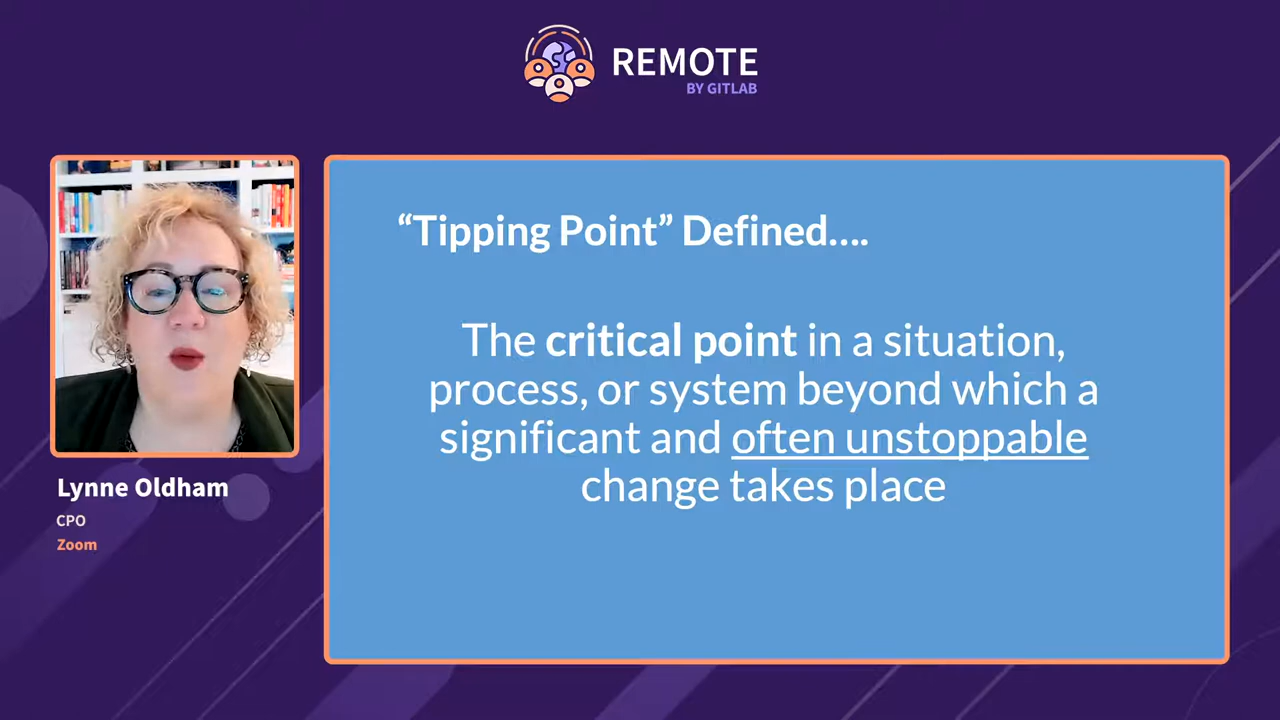 REMOTE
BY GITLAB
“Tipping Point” Defined....
The critical point in a situation,
process, or system beyond which a
significant and often unstoppable
change takes place
Lynne Oldham
CPO
Zoom